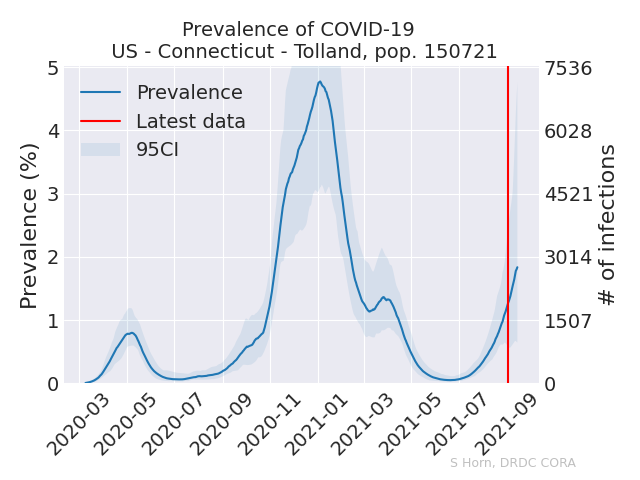 Prevalence of COVID-19
US - Connecticut - Tolland, pop. 150721
5
4
3
2
1
0
Prevalence (%)
Prevalence
Latest data
95CI
7536
6028
4521
3014
1507
0
# of infections
2020-03
2020-05
2020-07
2020-09
2020-11
2021-01
2021-03
2021-05
2021-07
2021-09
S Horn, DRDC CORA